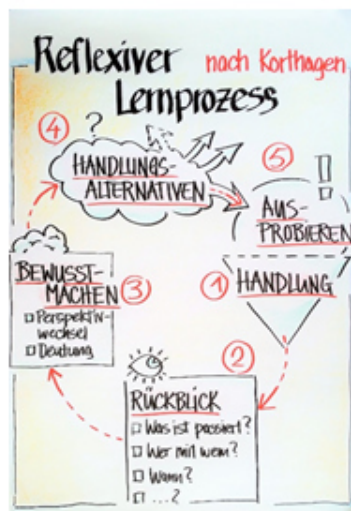 Reflexiver nach Korthagen
Lernprozess
④
?
HANDLUNGS-
ALTERNATIVEN
⑤
!
AUS-
PROBIEREN
① HANDLUNG
②
RÜCKBLICK
Was ist passiert?
Wer mit wem?
Wann?
...?
BEWUSST-
MACHEN ③
Perspektiv-
wechsel
Deutung